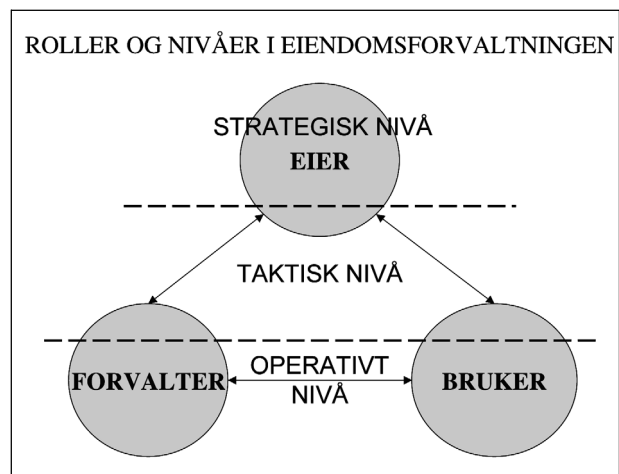 ROLLER OG NIVÅER I EIENDOMSFORVALTNINGEN
STRATEGISK NIVÅ
EIER
TAKTISK NIVÅ
FORVALTER
OPERATIVT
NIVÅ
BRUKER